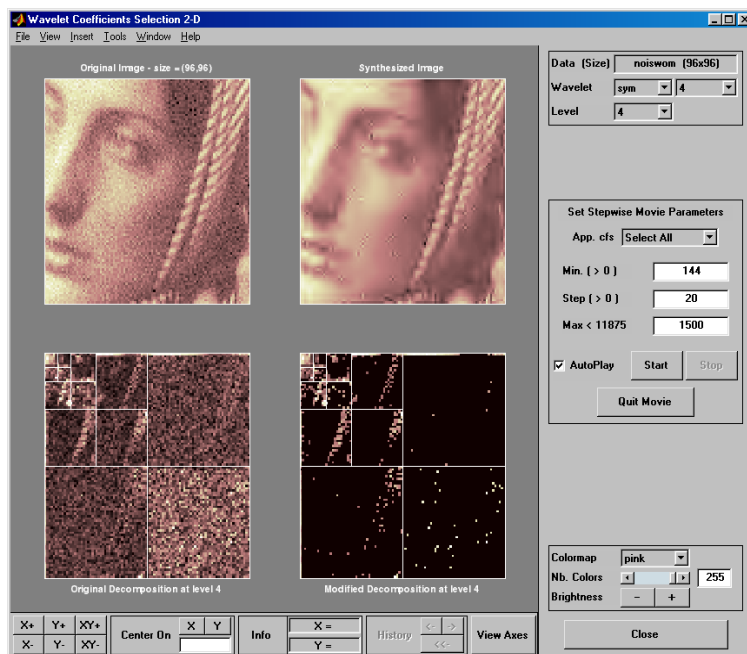 Wavelet Coefficients Selection 2-D
File View Insert Tools Window Help
Original Image - size = (96,96)
Synthesized Image
Original Decomposition at level 4
Modified Decomposition at level 4
Data (Size) noiswom (96x96)
Wavelet sym 4
Level 4
Set Stepwise Movie Parameters
App. cfs Select All
Min. ( > 0 ) 144
Step ( > 0 ) 20
Max < 11875 1500
AutoPlay Start Stop
Quit Movie
Colormap pink
Nb. Colors 255
Brightness - +
X+ Y+ XY+
X- Y- XY-
Center On X Y
Info X =
Y =
History <- ->
<<-
View Axes
Close